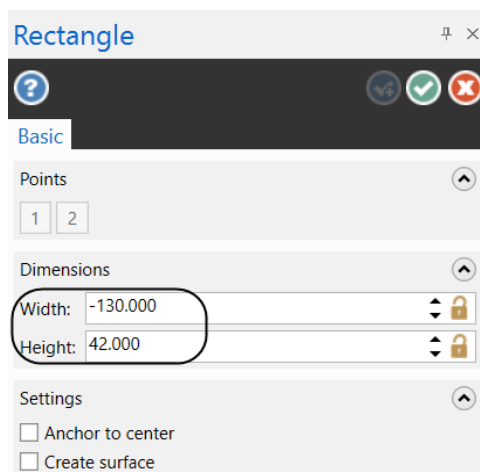 Rectangle
Basic
Points
1 2
Dimensions
Width: -130.000
Height: 42.000
Settings
Anchor to center
Create surface